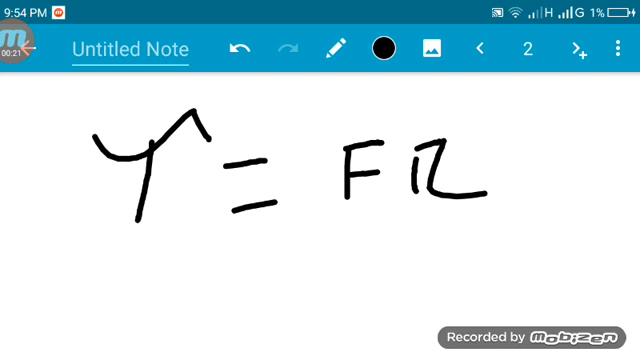 9:54 PM H G 1%
00:21 Untitled Note 2
Y = FR
Recorded by mobizen